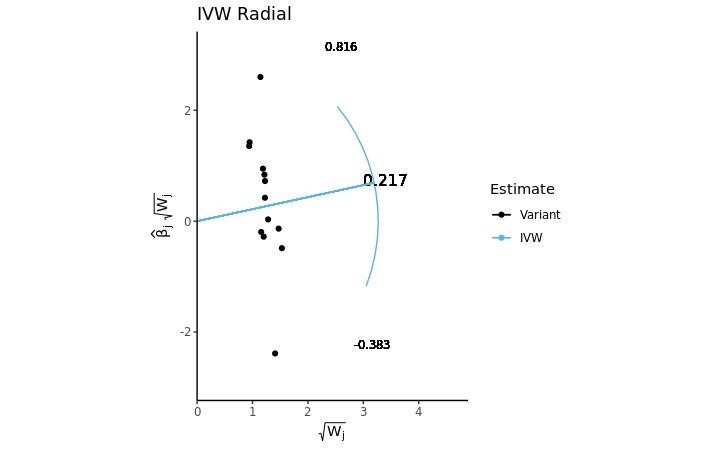 IVW Radial
0.816
0.217
-0.383
2
0
-2
β̂j √Wj
0 1 2 3 4
√Wj
Estimate
Variant
IVW